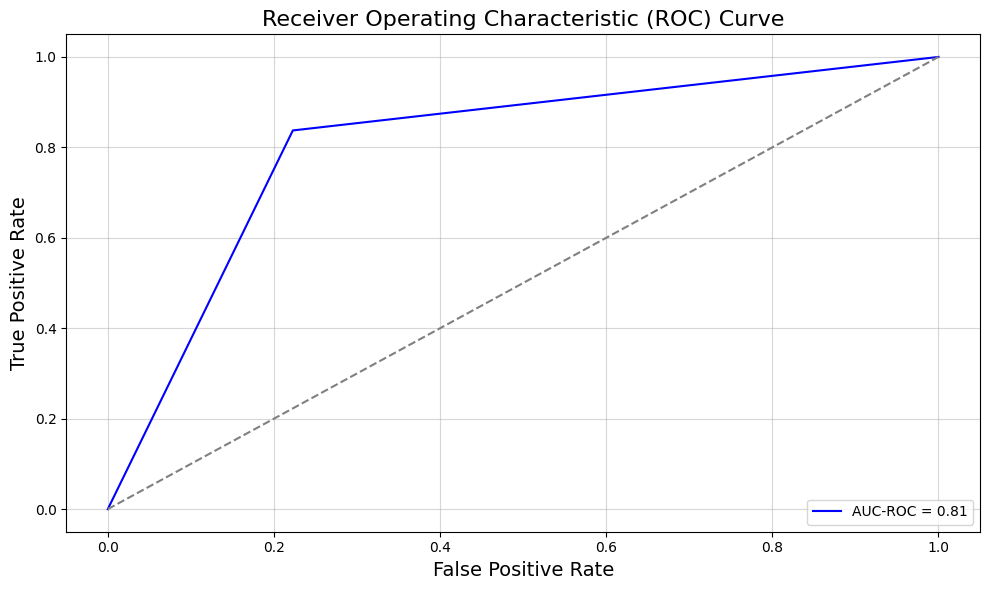 Receiver Operating Characteristic (ROC) Curve
1.0
0.8
0.6
0.4
0.2
0.0
True Positive Rate
AUC-ROC = 0.81
0.0 0.2 0.4 0.6 0.8 1.0
False Positive Rate